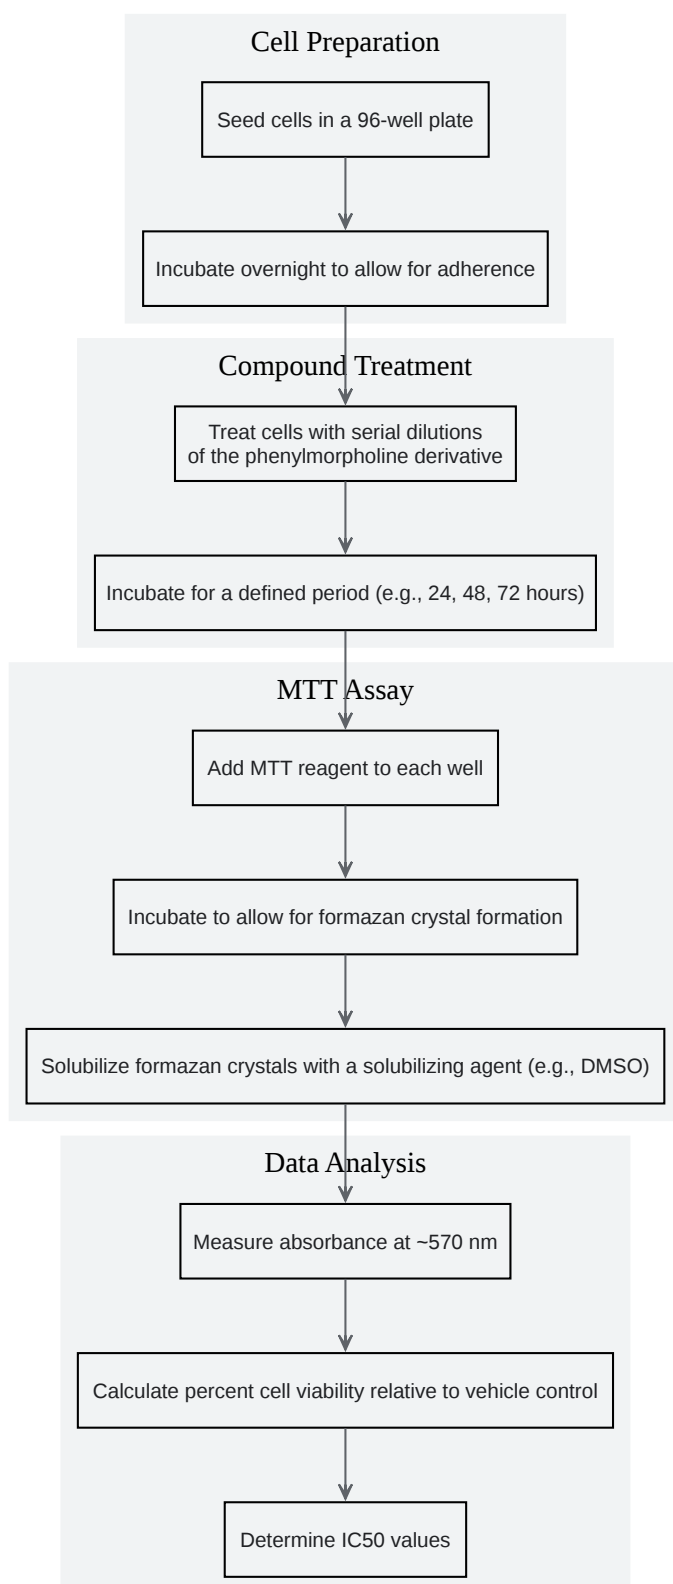 Cell Preparation
Seed cells in a 96-well plate
Incubate overnight to allow for adherence
Compound Treatment
Treat cells with serial dilutions
of the phenylmorpholine derivative
Incubate for a defined period (e.g., 24, 48, 72 hours)
MTT Assay
Add MTT reagent to each well
Incubate to allow for formazan crystal formation
Solubilize formazan crystals with a solubilizing agent (e.g., DMSO)
Data Analysis
Measure absorbance at ~570 nm
Calculate percent cell viability relative to vehicle control
Determine IC50 values